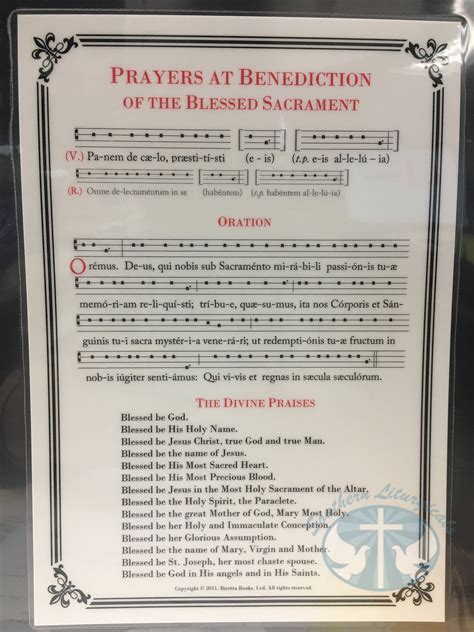 PRAYERS AT BENEDICTION
OF THE BLESSED SACRAMENT
(V.) Pa-nem de cæ-lo, præsti-tí-sti (e - is) (t.p. e-is al-le-lú - ia)
(R.) Omne de-lectaméntum in se (habéntem) (t.p. habéntem al-le-lú-ia)
ORATION
Orémus. De-us, qui nobis sub Sacraménto mi-rá-bi-li passi-ón-is tu-æ
memó-ri-am re-li-quí-sti; trí-bu-e, quæ-sumus, ita nos Córporis et Sán-
guinis tu-i sacra mystér-i-a vene-rá-ri; ut redempti-ónis tu-æ fructum in
nob-is iúgiter senti-ámus: Qui vi-vis et regnas in sæcula sæculórum.
THE DIVINE PRAISES
Blessed be God.
Blessed be His Holy Name.
Blessed be Jesus Christ, true God and true Man.
Blessed be the name of Jesus.
Blessed be His Most Sacred Heart.
Blessed be His Most Precious Blood.
Blessed be Jesus in the Most Holy Sacrament of the Altar,
Blessed be the Holy Spirit, the Paraclete.
Blessed be the great Mother of God, Mary Most Holy.
Blessed be her Holy and Immaculate Conception.
Blessed be her Glorious Assumption.
Blessed be the name of Mary, Virgin and Mother.
Blessed be St. Joseph, her most chaste spouse.
Blessed be God in His angels and in His Saints.
Copyright © 2011. Biretta Books, Ltd. All rights reserved.
Southern Liturgicals